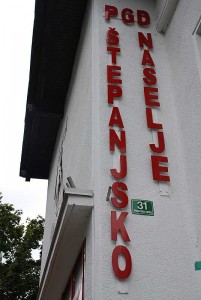 PGD
ŠTEPANJSKO
NASELJE
31